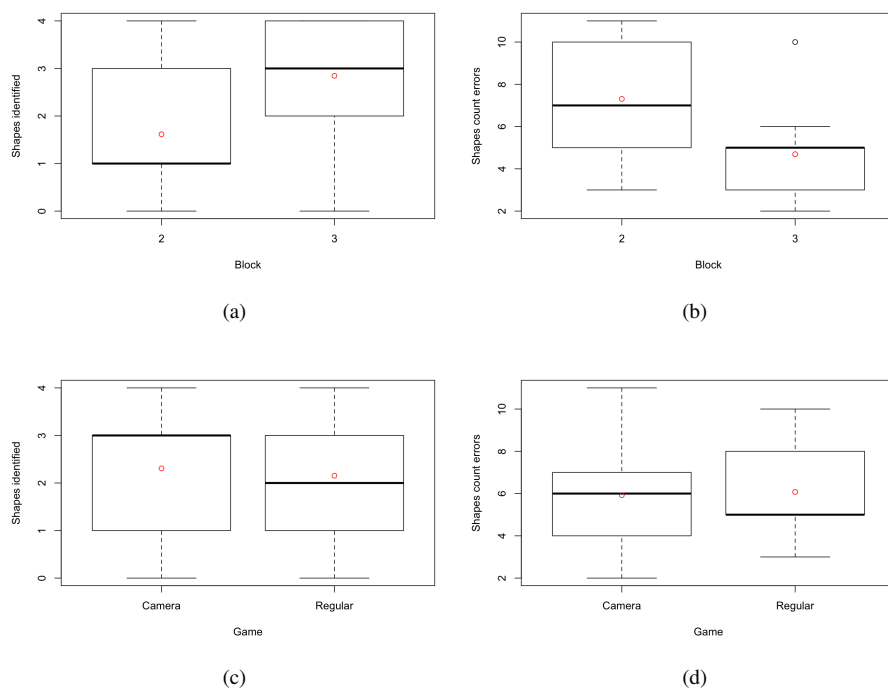 Shapes identified
4
3
2
1
0
2
3
Block
(a)
Shapes count errors
10
8
6
4
2
2
3
Block
(b)
Shapes identified
4
3
2
1
0
Camera
Regular
Game
(c)
Shapes count errors
10
8
6
4
2
Camera
Regular
Game
(d)